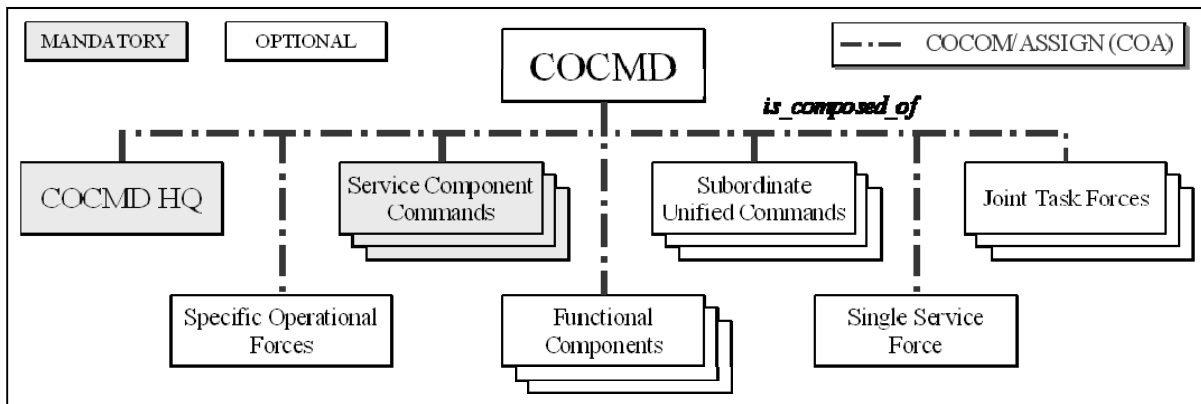 MANDATORY
OPTIONAL
COCOM/ASSIGN (COA)
COCMD
is_composed_of
COCMD HQ
Service Component
Commands
Subordinate
Unified Commands
Joint Task Forces
Specific Operational
Forces
Functional
Components
Single Service
Force